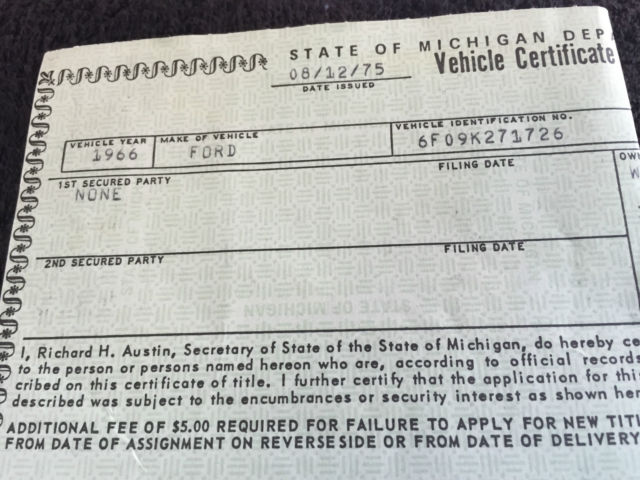 STATE OF MICHIGAN DEPA
08/12/75
Vehicle Certificate
DATE ISSUED
VEHICLE YEAR MAKE OF VEHICLE VEHICLE IDENTIFICATION NO.
1966 FORD 6F09K271726
1ST SECURED PARTY FILING DATE OWN
NONE W
2ND SECURED PARTY FILING DATE
STATE OF MICHIGAN
I, Richard H. Austin, Secretary of State of the State of Michigan, do hereby ce
to the person or persons named hereon who are, according to official records
cribed on this certificate of title. I further certify that the application for thi
described was subject to the encumbrances or security interest as shown her
ADDITIONAL FEE OF $5.00 REQUIRED FOR FAILURE TO APPLY FOR NEW TITL
FROM DATE OF ASSIGNMENT ON REVERSE SIDE OR FROM DATE OF DELIVERY